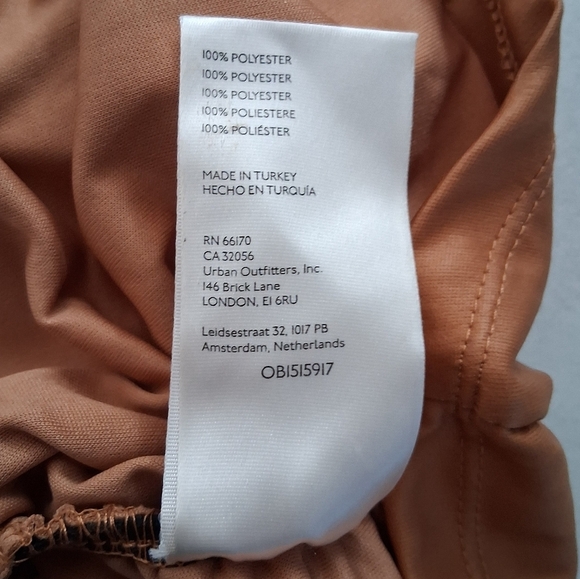 100% POLYESTER
100% POLYESTER
100% POLYESTER
100% POLIESTERE
100% POLIÉSTER
MADE IN TURKEY
HECHO EN TURQUÍA
RN 66170
CA 32056
Urban Outfitters, Inc.
146 Brick Lane
LONDON, E1 6RU
Leidsestraat 32, 1017 PB
Amsterdam, Netherlands
OB1515917